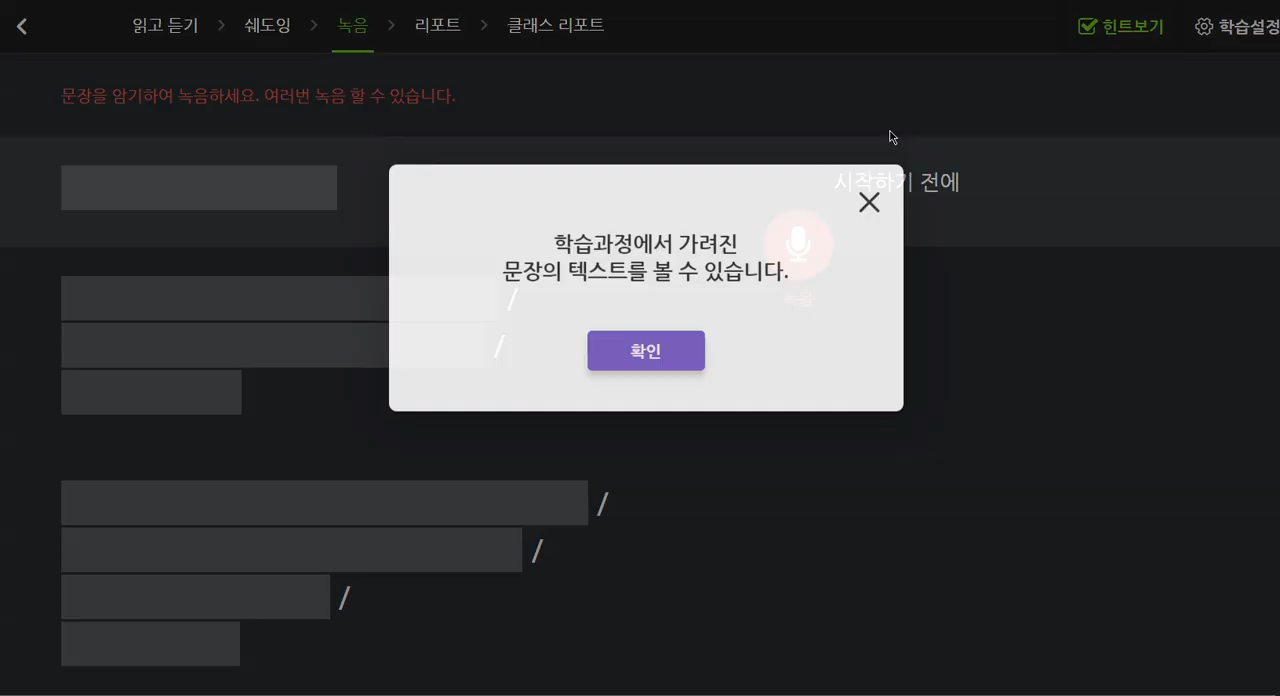 읽고 듣기 > 쉐도잉 > 녹음 > 리포트 > 클래스 리포트
힌트보기
학습설정
문장을 암기하여 녹음하세요. 여러번 녹음 할 수 있습니다.
시작하기 전에
학습과정에서 가려진
문장의 텍스트를 볼 수 있습니다.
녹음
/
/
확인
/
/
/